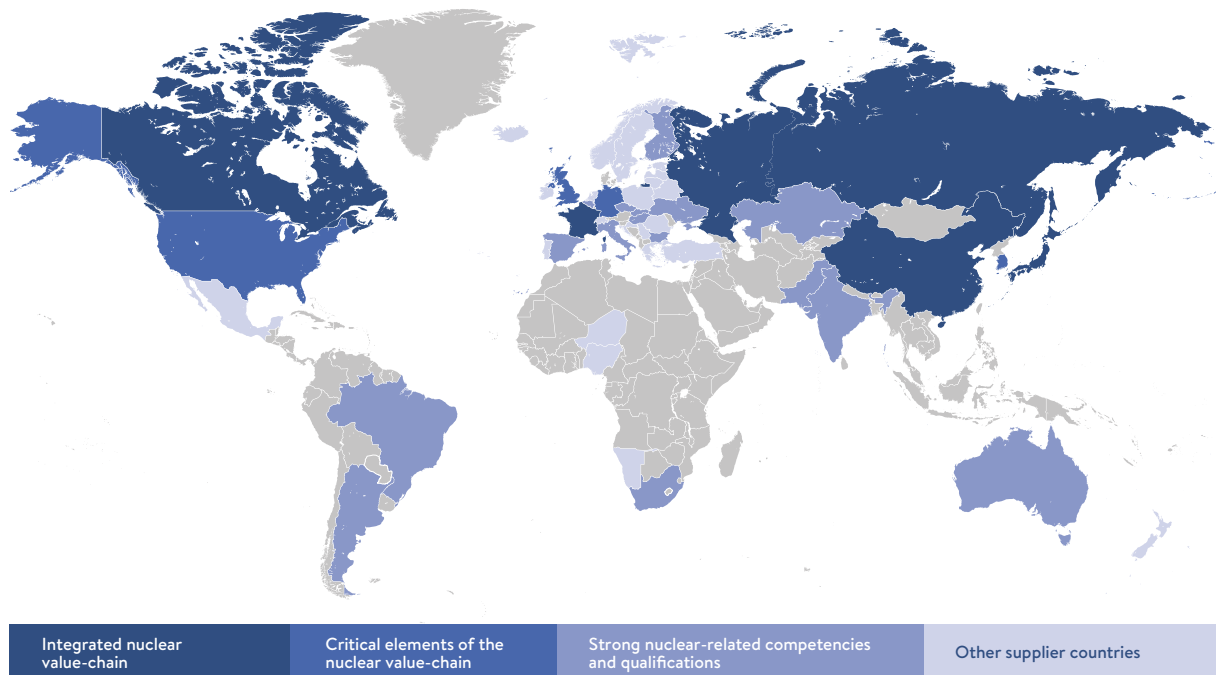 Integrated nuclear
value-chain
Critical elements of the
nuclear value-chain
Strong nuclear-related competencies
and qualifications
Other supplier countries